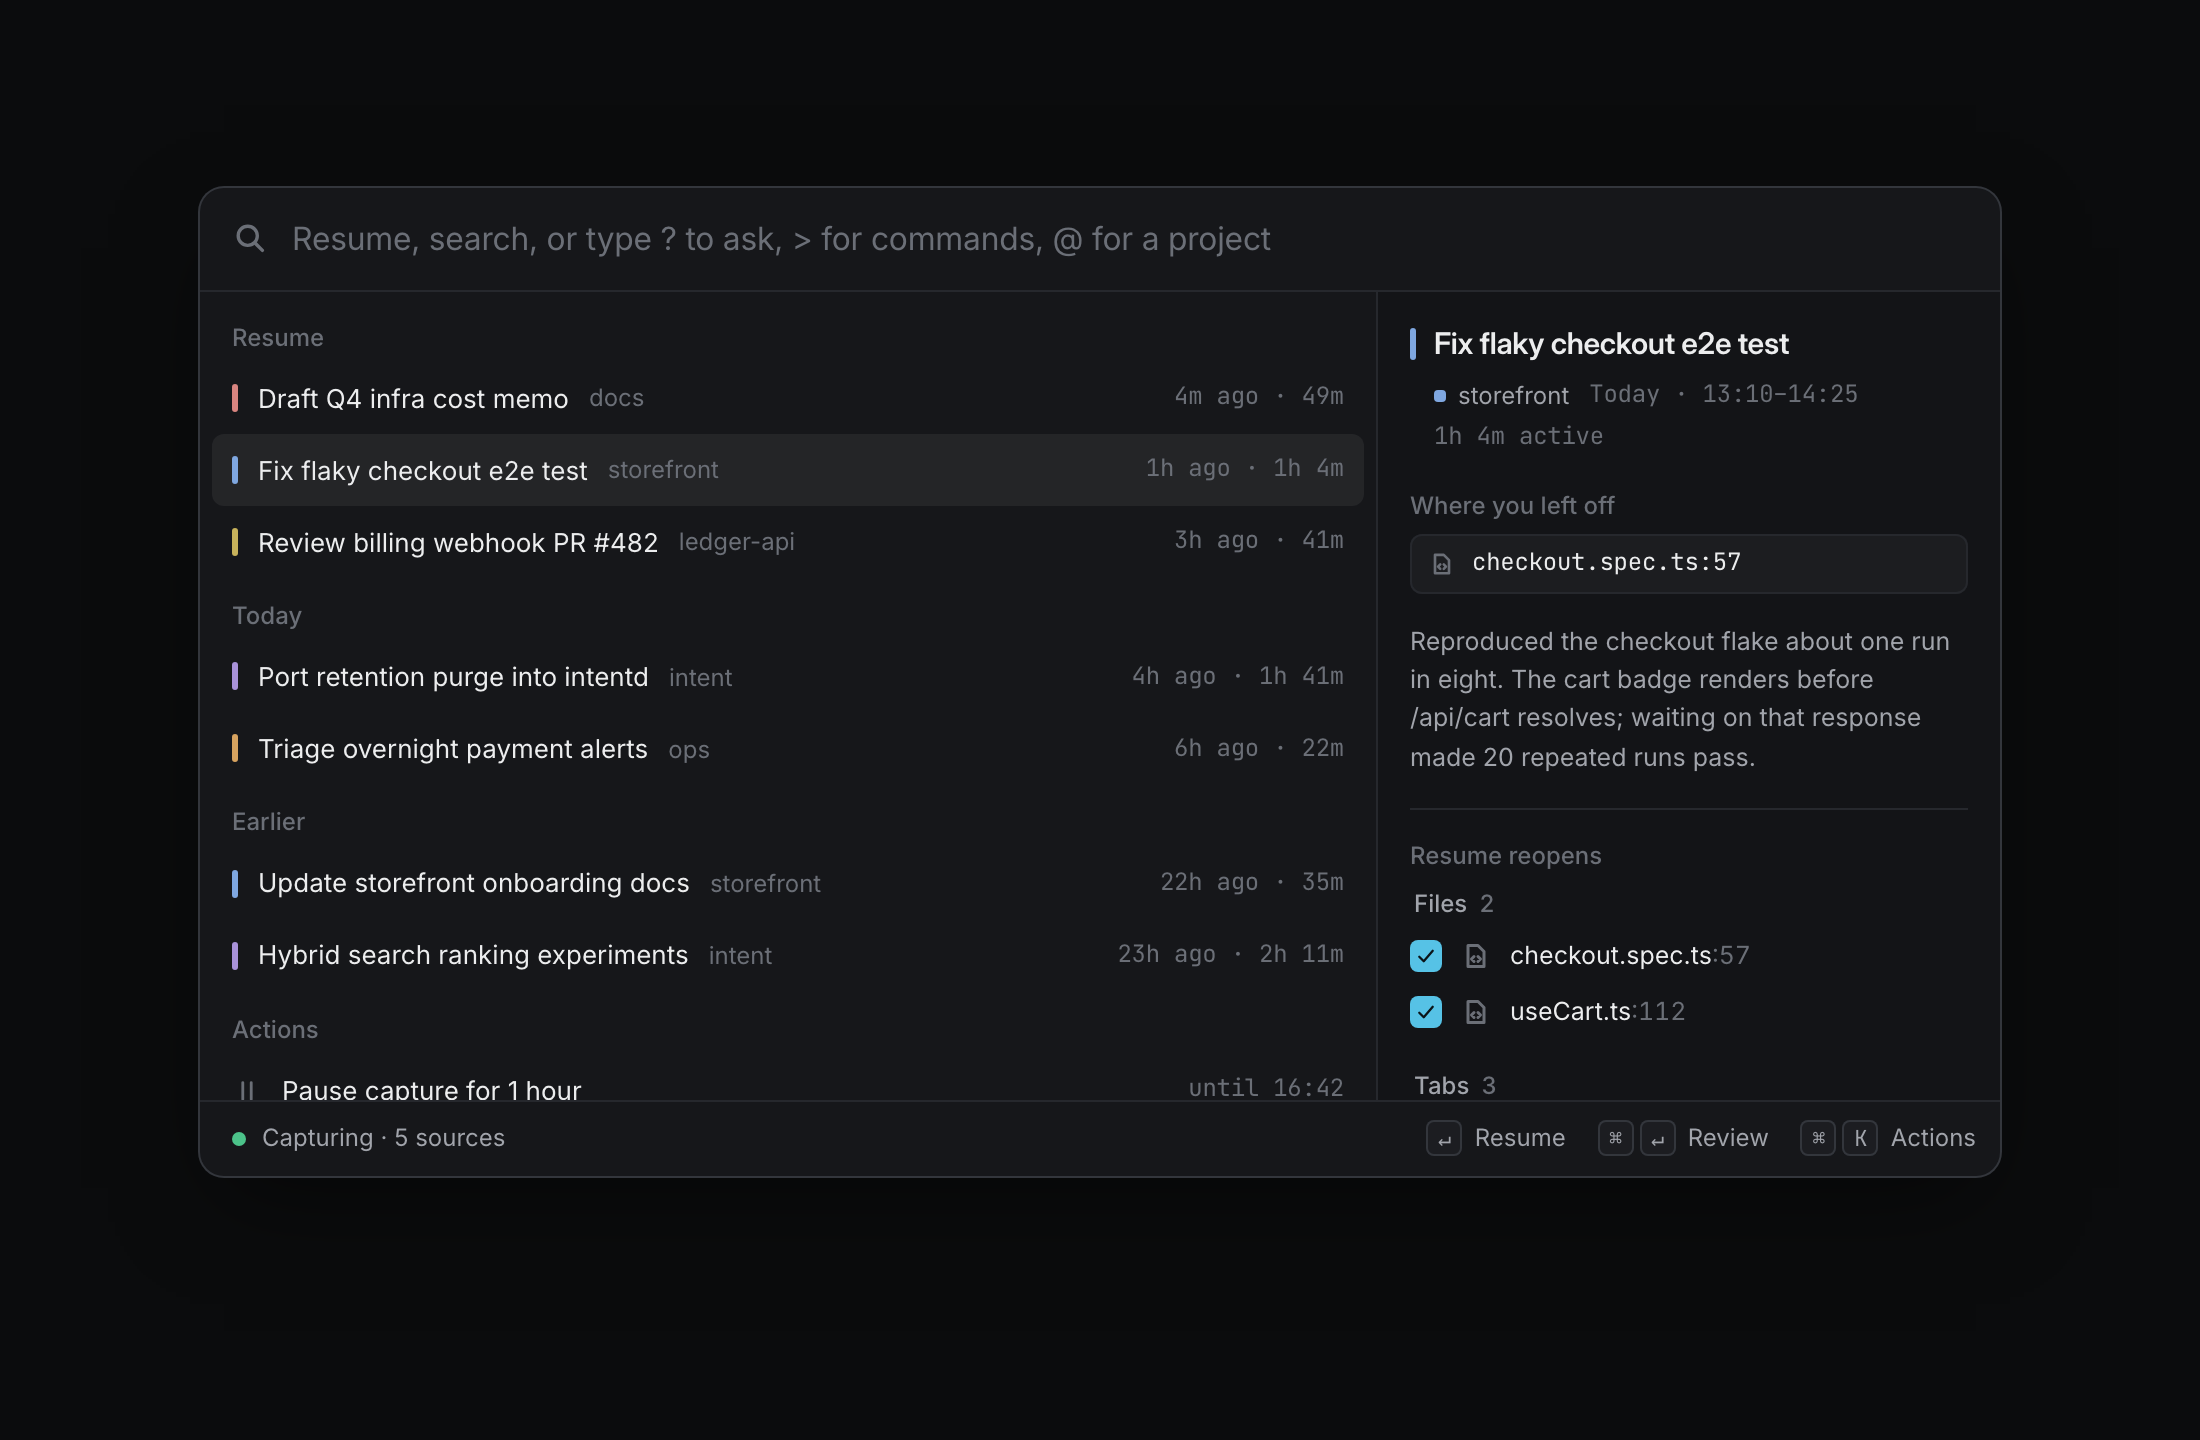 Resume, search, or type ? to ask, > for commands, @ for a project
Resume
Draft Q4 infra cost memo docs 4m ago · 49m
Fix flaky checkout e2e test storefront 1h ago · 1h 4m
Review billing webhook PR #482 ledger-api 3h ago · 41m
Today
Port retention purge into intentd intent 4h ago · 1h 41m
Triage overnight payment alerts ops 6h ago · 22m
Earlier
Update storefront onboarding docs storefront 22h ago · 35m
Hybrid search ranking experiments intent 23h ago · 2h 11m
Actions
Pause capture for 1 hour until 16:42
Fix flaky checkout e2e test
storefront Today · 13:10–14:25
1h 4m active
Where you left off
checkout.spec.ts:57
Reproduced the checkout flake about one run
in eight. The cart badge renders before
/api/cart resolves; waiting on that response
made 20 repeated runs pass.
Resume reopens
Files 2
checkout.spec.ts:57
useCart.ts:112
Tabs 3
Capturing · 5 sources
↵ Resume ⌘ ↵ Review ⌘ K Actions